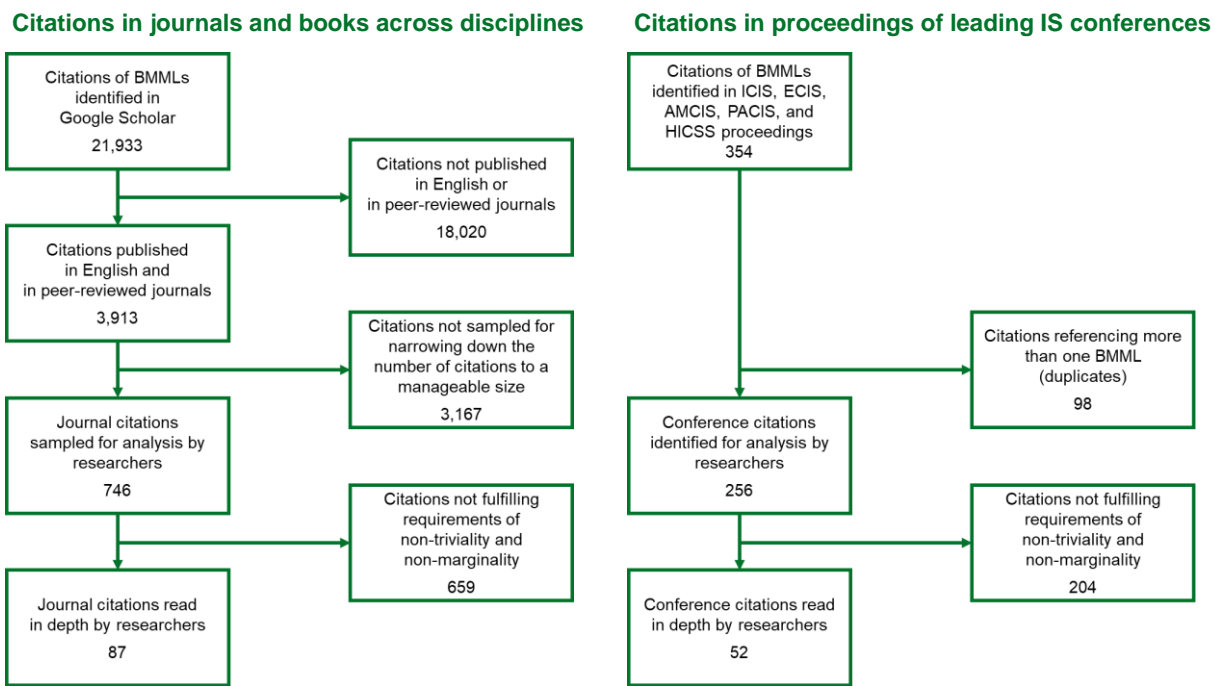 Citations in journals and books across disciplines
Citations of BMMLs
identified in
Google Scholar
21,933
Citations not published
in English or
in peer-reviewed journals
18,020
Citations published
in English and
in peer-reviewed journals
3,913
Citations not sampled for
narrowing down the
number of citations to a
manageable size
3,167
Journal citations
sampled for analysis by
researchers
746
Citations not fulfilling
requirements of
non-triviality and
non-marginality
659
Journal citations read
in depth by researchers
87
Citations in proceedings of leading IS conferences
Citations of BMMLs
identified in ICIS, ECIS,
AMCIS, PACIS, and
HICSS proceedings
354
Citations referencing more
than one BMML
(duplicates)
98
Conference citations
identified for analysis by
researchers
256
Citations not fulfilling
requirements of
non-triviality and
non-marginality
204
Conference citations read
in depth by researchers
52